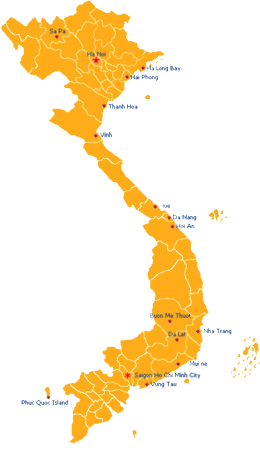 Sa Pa
Ha Noi
Ha Long Bay
Hai Phong
Thanh Hoa
Vinh
Hue
Da Nang
Hoi An
Buon Me Thuot
Nha Trang
Da Lat
Mui ne
Saigon Ho Chi Minh City
Vung Tau
Phuc Quoc Island